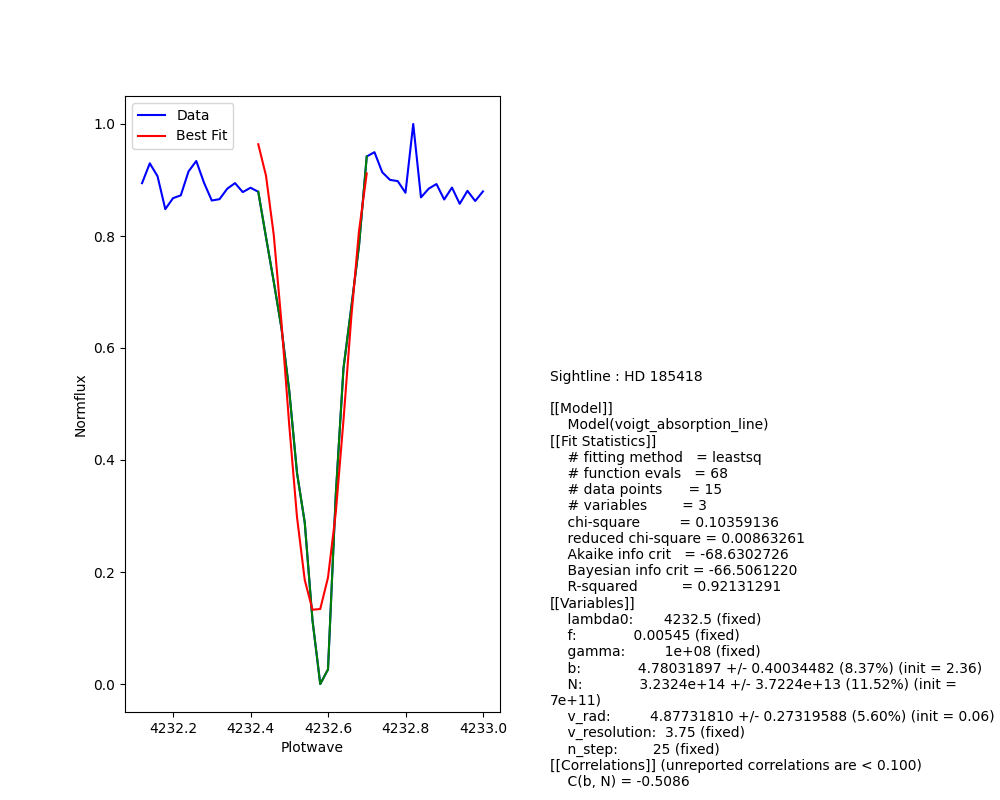 Data
Best Fit
1.0
0.8
0.6
0.4
0.2
0.0
Normflux
4232.2
4232.4
4232.6
4232.8
4233.0
Plotwave
Sightline : HD 185418
[[Model]]
Model(voigt_absorption_line)
[[Fit Statistics]]
# fitting method = leastsq
# function evals = 68
# data points = 15
# variables = 3
chi-square = 0.10359136
reduced chi-square = 0.00863261
Akaike info crit = -68.6302726
Bayesian info crit = -66.5061220
R-squared = 0.92131291
[[Variables]]
lambda0: 4232.5 (fixed)
f: 0.00545 (fixed)
gamma: 1e+08 (fixed)
b: 4.78031897 +/- 0.40034482 (8.37%) (init = 2.36)
N: 3.2324e+14 +/- 3.7224e+13 (11.52%) (init =
7e+11)
v_rad: 4.87731810 +/- 0.27319588 (5.60%) (init = 0.06)
v_resolution: 3.75 (fixed)
n_step: 25 (fixed)
[[Correlations]] (unreported correlations are < 0.100)
C(b, N) = -0.5086